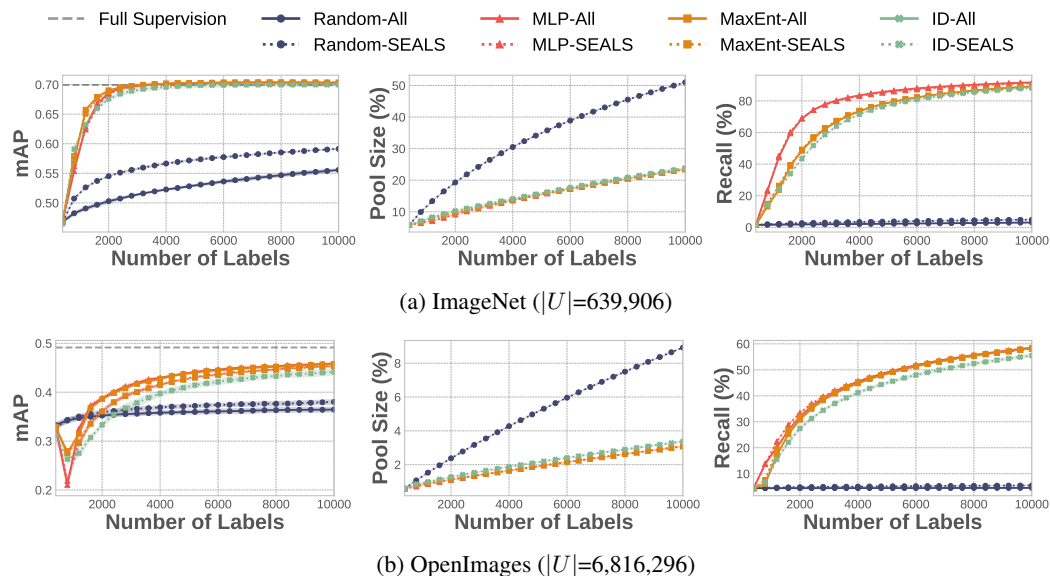 Full Supervision Random-All MLP-All MaxEnt-All ID-All
Random-SEALS MLP-SEALS MaxEnt-SEALS ID-SEALS
mAP
0.70
0.65
0.60
0.55
0.50
2000 4000 6000 8000 10000
Number of Labels
Pool Size (%)
50
40
30
20
10
2000 4000 6000 8000 10000
Number of Labels
Recall (%)
80
60
40
20
0
2000 4000 6000 8000 10000
Number of Labels
(a) ImageNet (|U|=639,906)
mAP
0.5
0.4
0.3
0.2
2000 4000 6000 8000 10000
Number of Labels
Pool Size (%)
8
6
4
2
2000 4000 6000 8000 10000
Number of Labels
Recall (%)
60
50
40
30
20
10
2000 4000 6000 8000 10000
Number of Labels
(b) OpenImages (|U|=6,816,296)